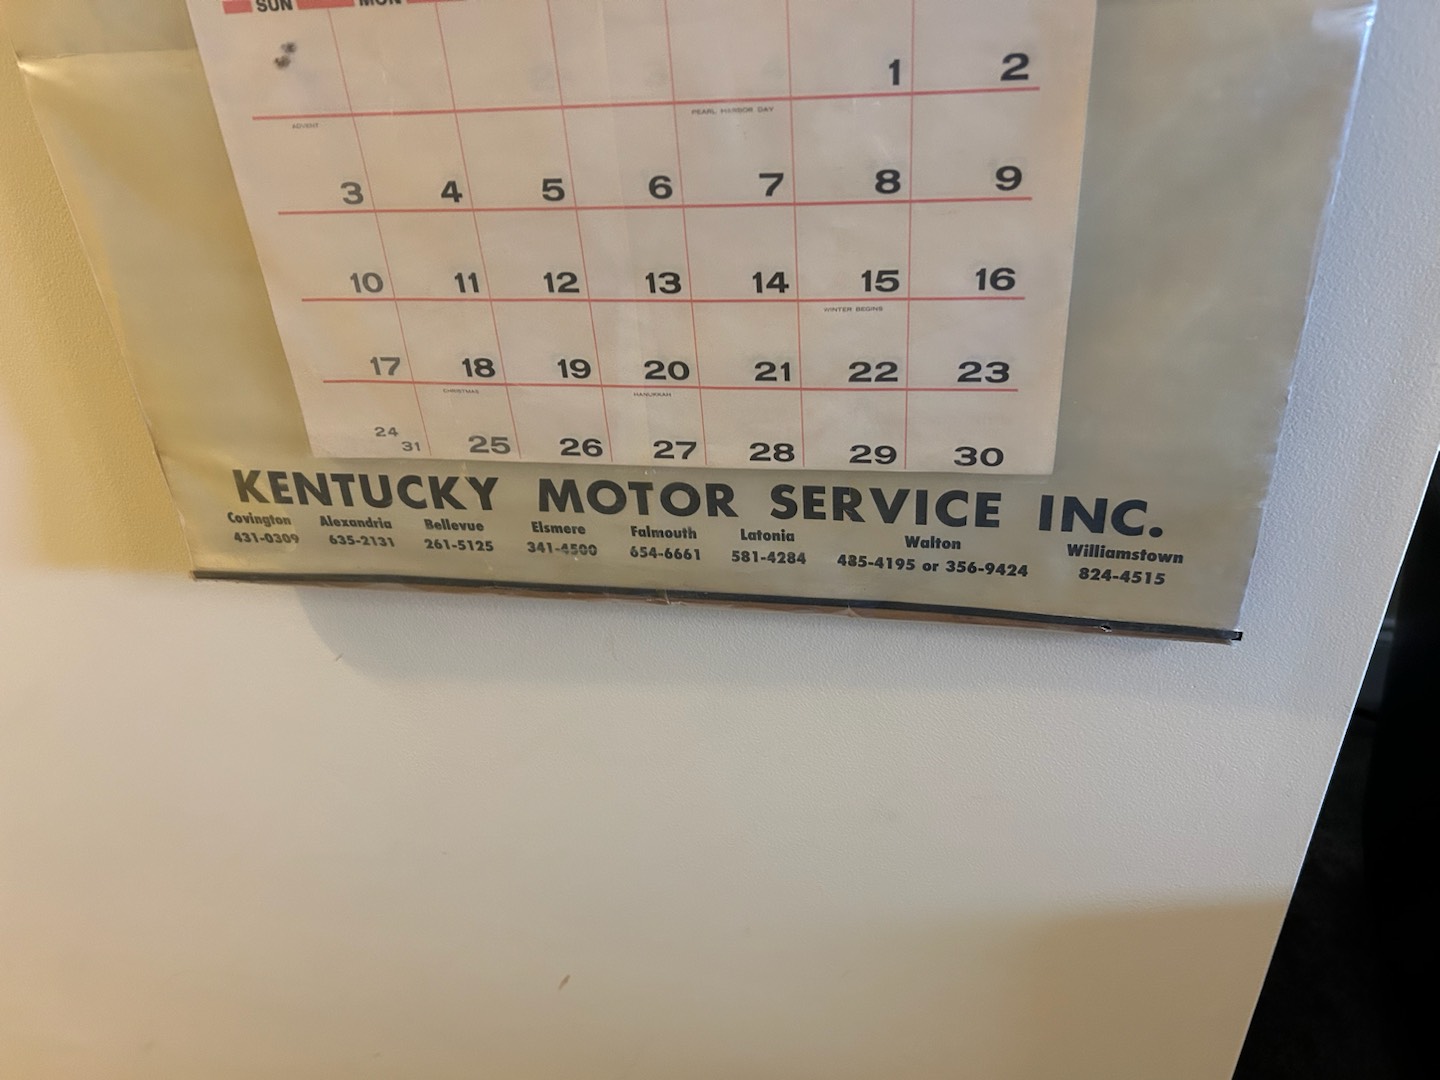 SUN MON
1 2
ADVENT PEARL HARBOR DAY
3 4 5 6 7 8 9
10 11 12 13 14 15 16
WINTER BEGINS
17 18 19 20 21 22 23
CHRISTMAS HANUKKAH
24 31 25 26 27 28 29 30
KENTUCKY MOTOR SERVICE INC.
Covington Alexandria Bellevue Elsmere Falmouth Latonia Walton Williamstown
431-0309 635-2131 261-5125 341-4500 654-6661 581-4284 485-4195 or 356-9424 824-4515